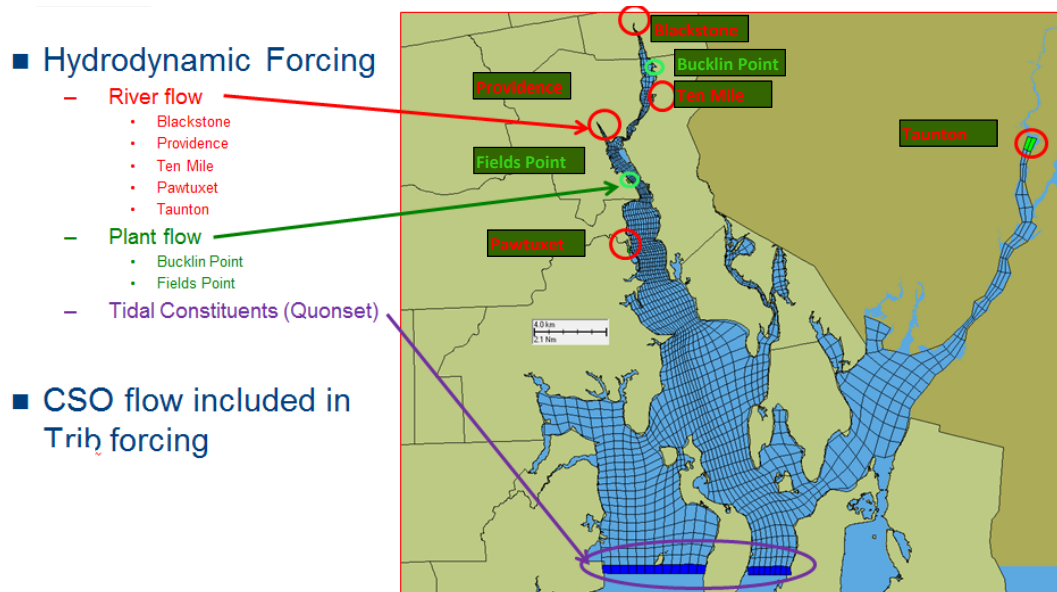 ■ Hydrodynamic Forcing
– River flow
• Blackstone
• Providence
• Ten Mile
• Pawtuxet
• Taunton
– Plant flow
• Bucklin Point
• Fields Point
– Tidal Constituents (Quonset)
■ CSO flow included in
Trib forcing
Blackstone
Bucklin Point
Providence
Ten Mile
Taunton
Fields Point
Pawtuxet
4.0 km
2.1 Nm